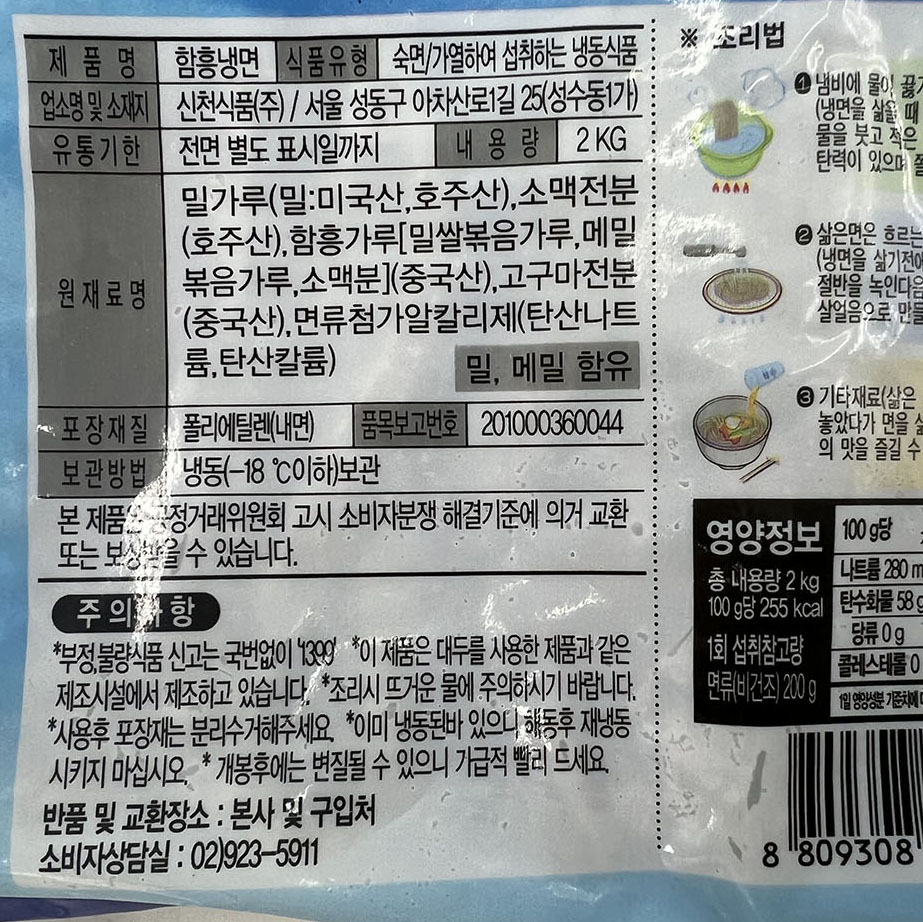 제 품 명 함흥냉면 식품유형 숙면/가열하여 섭취하는 냉동식품
업소명 및 소재지 신천식품(주) / 서울 성동구 아차산로1길 25(성수동1가)
유통기한 전면 별도 표시일까지 내 용 량 2 KG
원재료명
밀가루(밀:미국산,호주산),소맥전분
(호주산),함흥가루[밀쌀볶음가루,메밀
볶음가루,소맥분](중국산),고구마전분
(중국산),면류첨가알칼리제(탄산나트
륨,탄산칼륨)
밀, 메밀 함유
포장재질 폴리에틸렌(내면) 품목보고번호 201000360044
보관방법 냉동(-18 ℃이하)보관
본 제품은 공정거래위원회 고시 소비자분쟁 해결기준에 의거 교환
또는 보상받을 수 있습니다.
주의사항
*부정,불량식품 신고는 국번없이 '1399' *이 제품은 대두를 사용한 제품과 같은
제조시설에서 제조하고 있습니다. *조리시 뜨거운 물에 주의하시기 바랍니다.
*사용후 포장재는 분리수거해주세요. *이미 냉동된바 있으니 해동후 재냉동
시키지 마십시오. * 개봉후에는 변질될 수 있으니 가급적 빨리 드세요.
반품 및 교환장소 : 본사 및 구입처
소비자상담실 : 02)923-5911
※ 조리법
❶ 냄비에 물이 끓
(냉면을 삶을 때
물을 붓고 적은
탄력이 있으며
❷ 삶은면은 흐르는
(냉면을 삶기전에
절반을 녹인다음
살얼음으로 만들
❸ 기타재료(삶은
놓았다가 면을
의 맛을 즐길 수
영양정보
총 내용량 2 kg
100 g당 255 kcal
1회 섭취참고량
면류(비건조) 200 g
100 g당
나트륨 280 m
탄수화물 58 g
당류 0 g
콜레스테롤 0
1일 영양성분 기준치에
8 809308